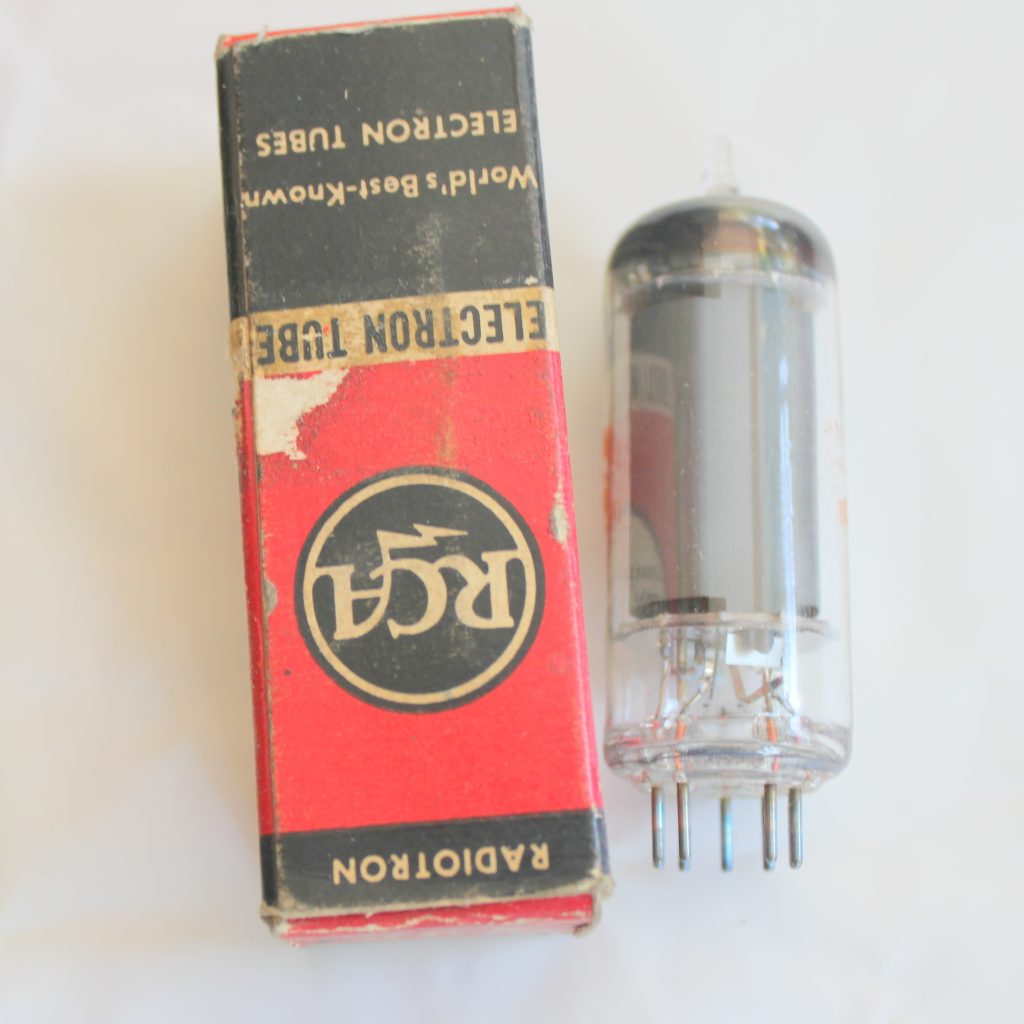 RADIOTRON
RCA
ELECTRON TUBE
World's Best-Known
ELECTRON TUBES